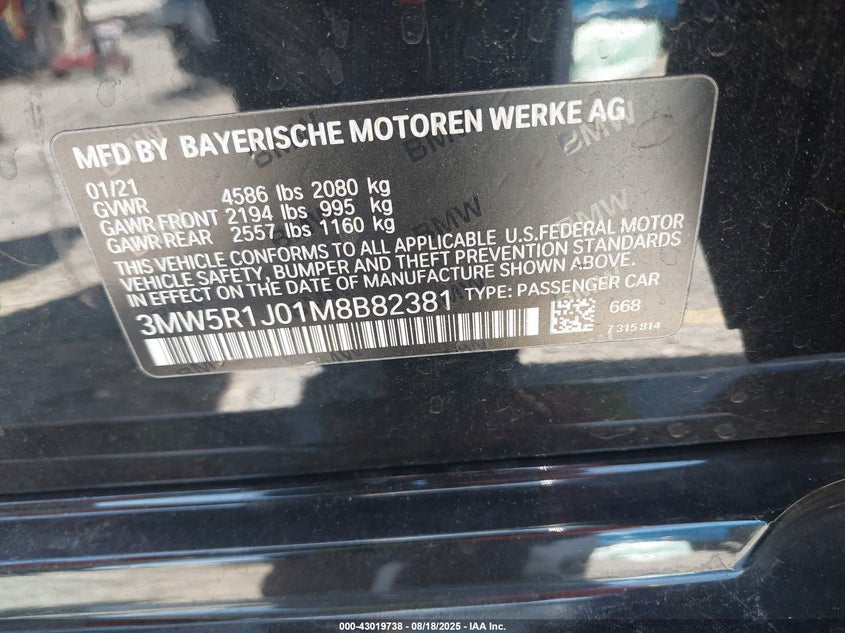 MFD BY BAYERISCHE MOTOREN WERKE AG
01/21
GVWR 4586 lbs 2080 kg
GAWR FRONT 2194 lbs 995 kg
GAWR REAR 2557 lbs 1160 kg
THIS VEHICLE CONFORMS TO ALL APPLICABLE U.S.FEDERAL MOTOR
VEHICLE SAFETY, BUMPER AND THEFT PREVENTION STANDARDS
IN EFFECT ON THE DATE OF MANUFACTURE SHOWN ABOVE.
3MW5R1J01M8B82381 TYPE: PASSENGER CAR
668
7 315 814
000-43019738 - 08/18/2025 - IAA Inc.